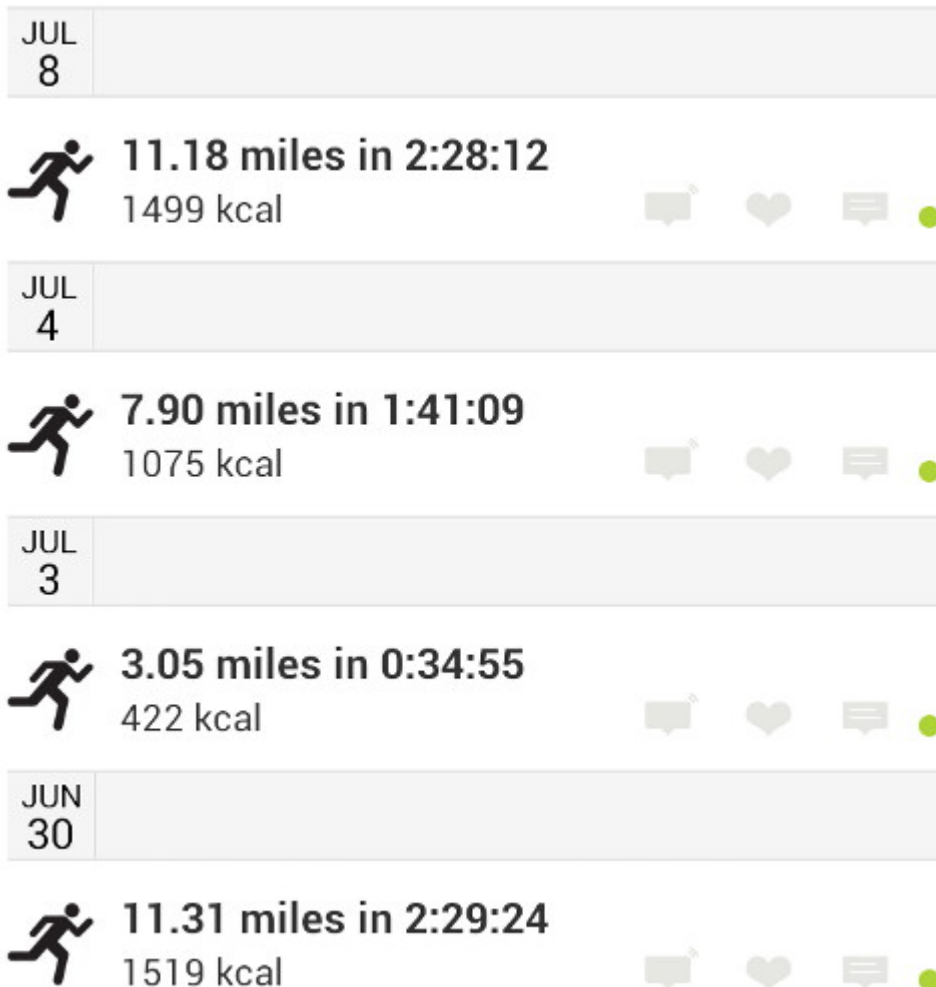 JUL
8
11.18 miles in 2:28:12
1499 kcal
JUL
4
7.90 miles in 1:41:09
1075 kcal
JUL
3
3.05 miles in 0:34:55
422 kcal
JUN
30
11.31 miles in 2:29:24
1519 kcal